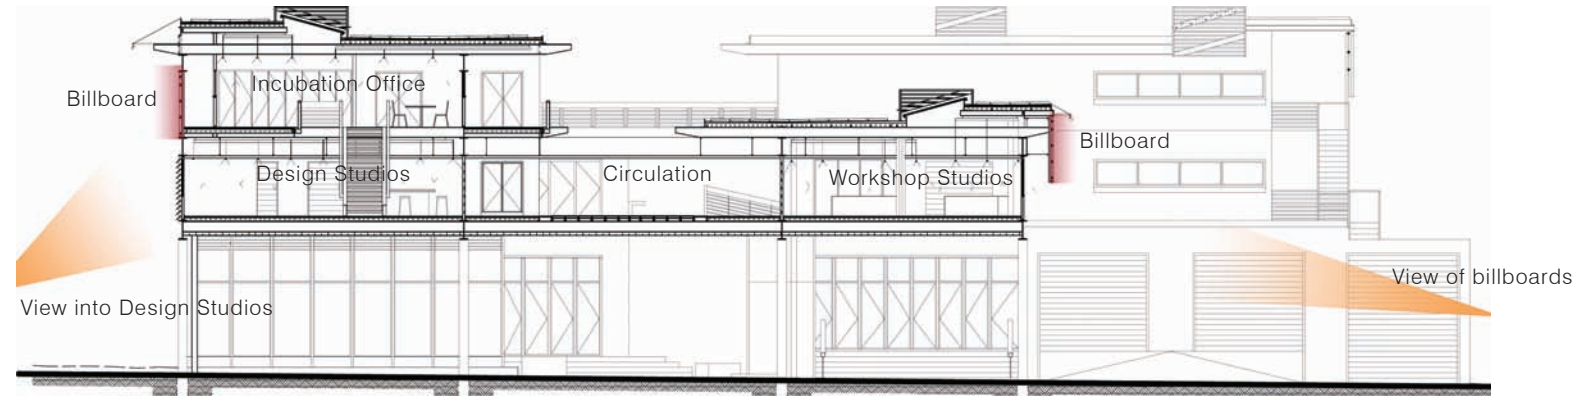 Incubation Office
Billboard
Billboard
Design Studios
Circulation
Workshop Studios
View of billboards
View into Design Studios